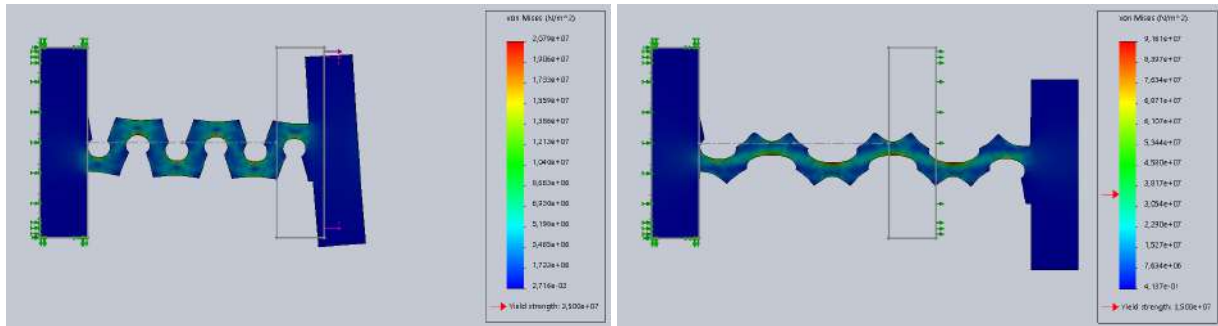 von Mises (N/m^2)
2,079e+07
1,906e+07
1,733e+07
1,559e+07
1,386e+07
1,213e+07
1,040e+07
8,663e+06
6,930e+06
5,198e+06
3,465e+06
1,733e+06
2,716e-02
Yield strength: 3,500e+07
von Mises (N/m^2)
9,161e+07
8,397e+07
7,634e+07
6,871e+07
6,107e+07
5,344e+07
4,580e+07
3,817e+07
3,054e+07
2,290e+07
1,527e+07
7,634e+06
4,137e-01
Yield strength: 3,500e+07